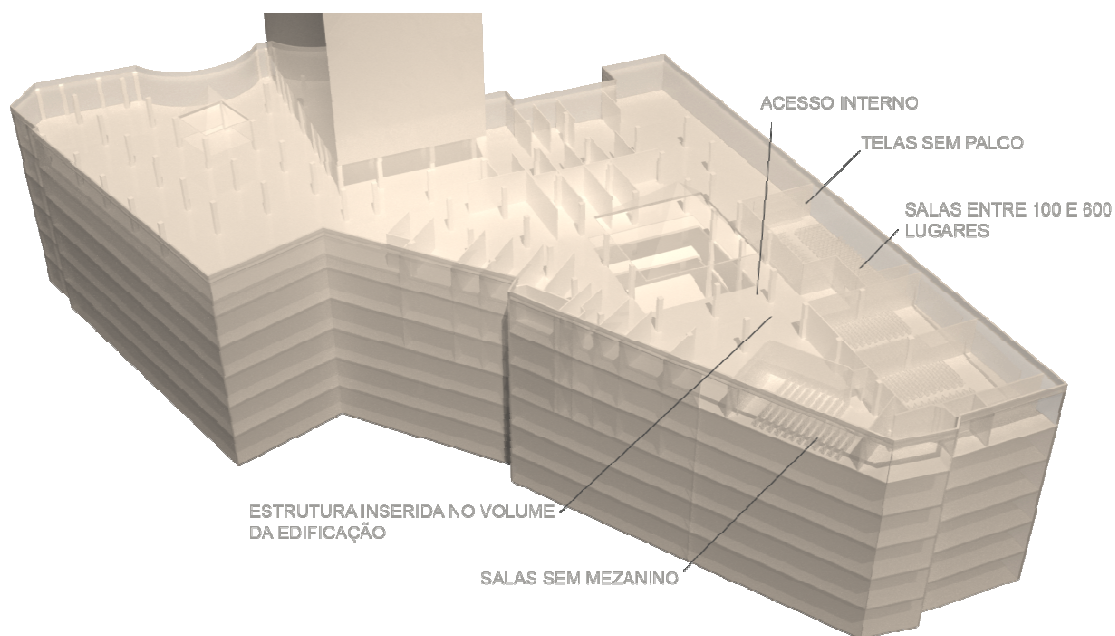 ACESSO INTERNO
TELAS SEM PALCO
SALAS ENTRE 100 E 600
LUGARES
ESTRUTURA INSERIDA NO VOLUME
DA EDIFICAÇÃO
SALAS SEM MEZANINO